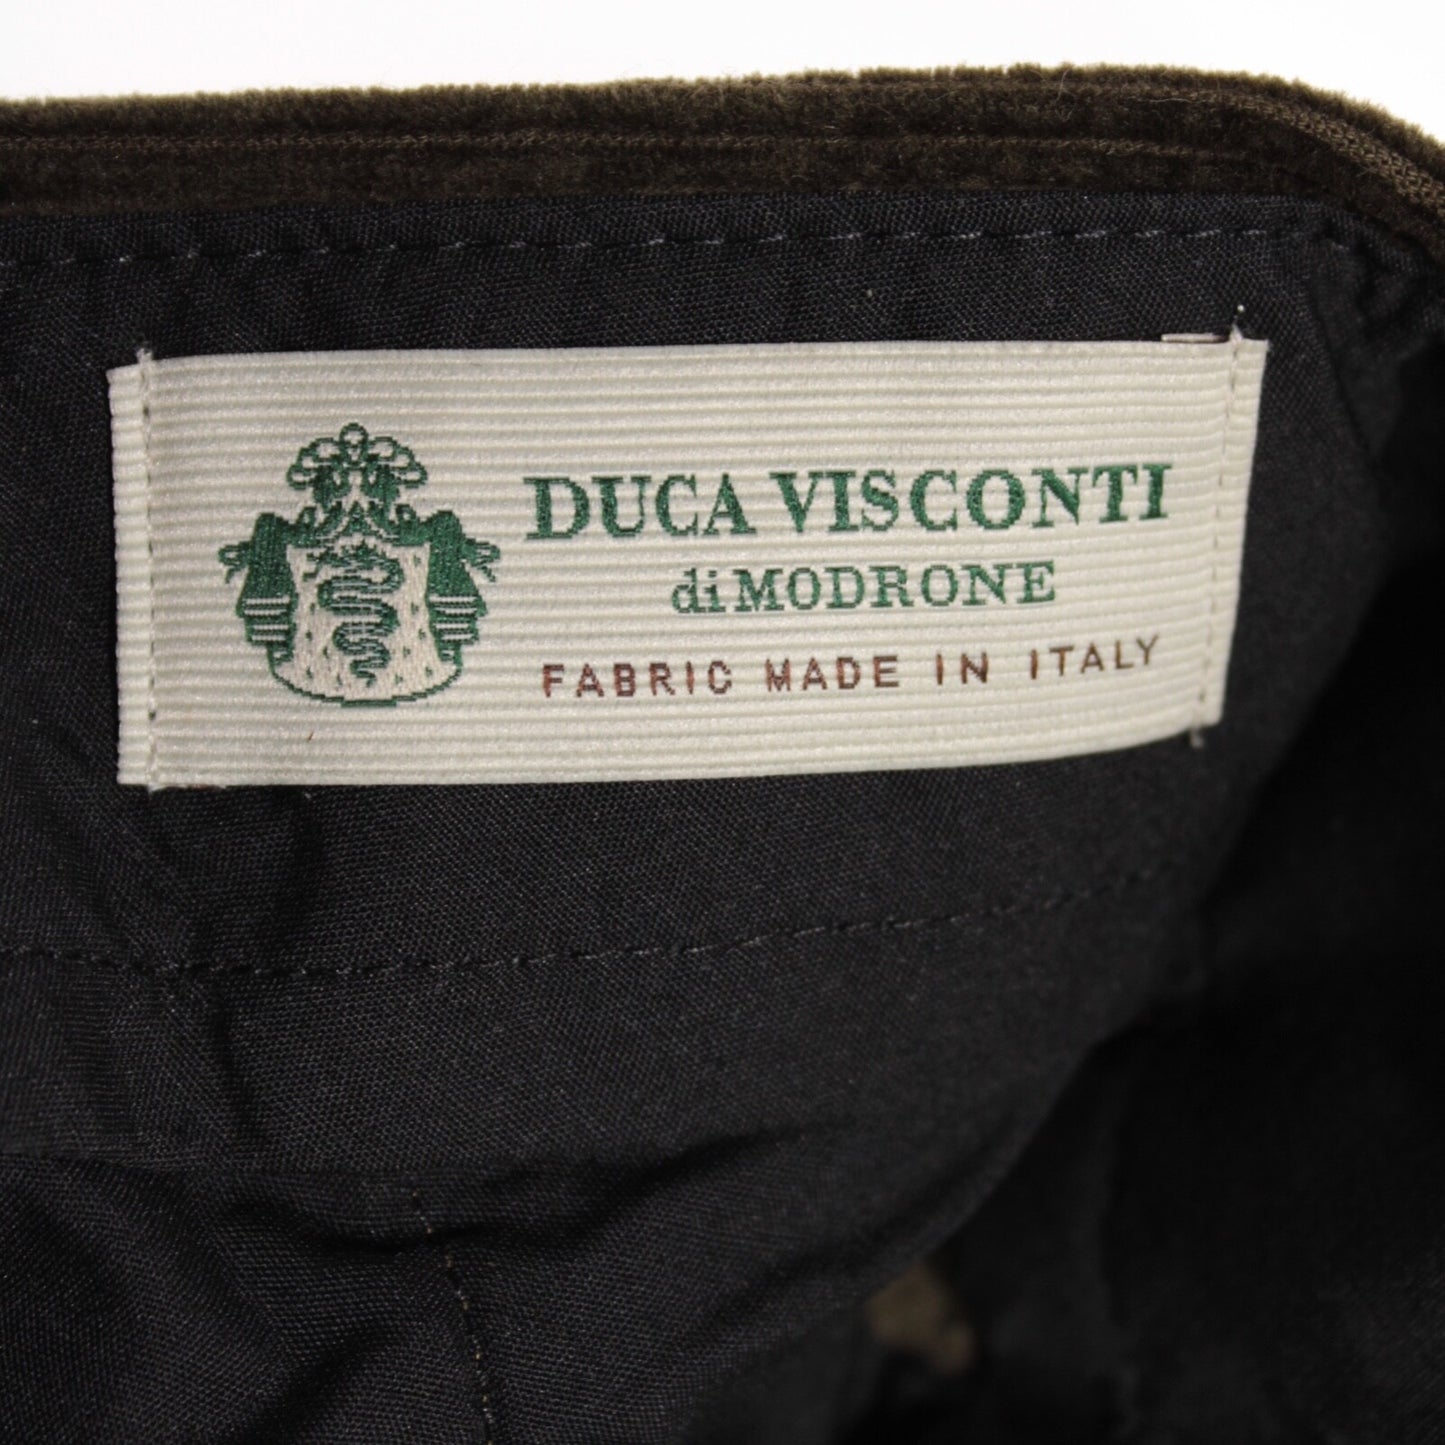 DUCA VISCONTI
di MODRONE
FABRIC MADE IN ITALY